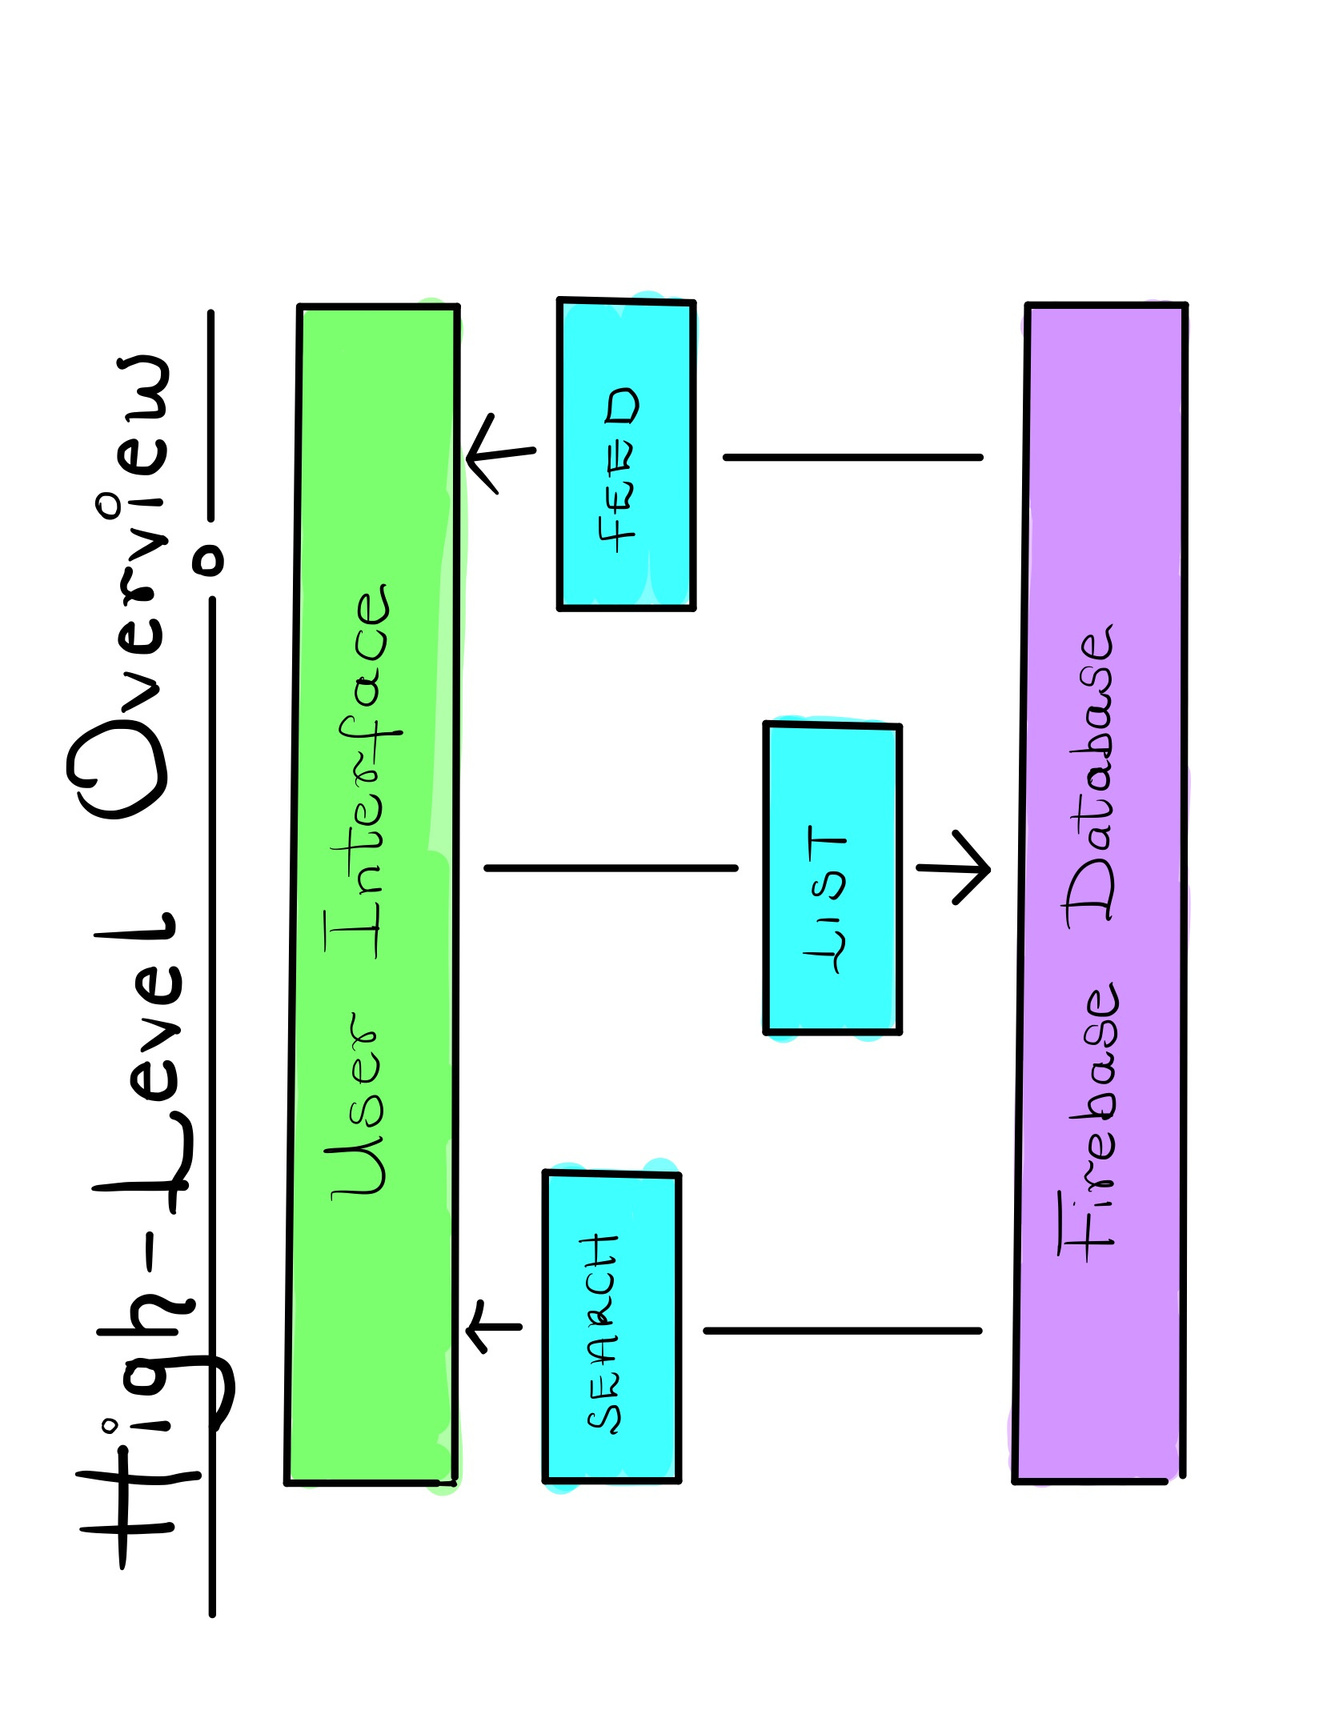 High-Level Overview
User Interface
SEARCH
LIST
FEED
Firebase Database